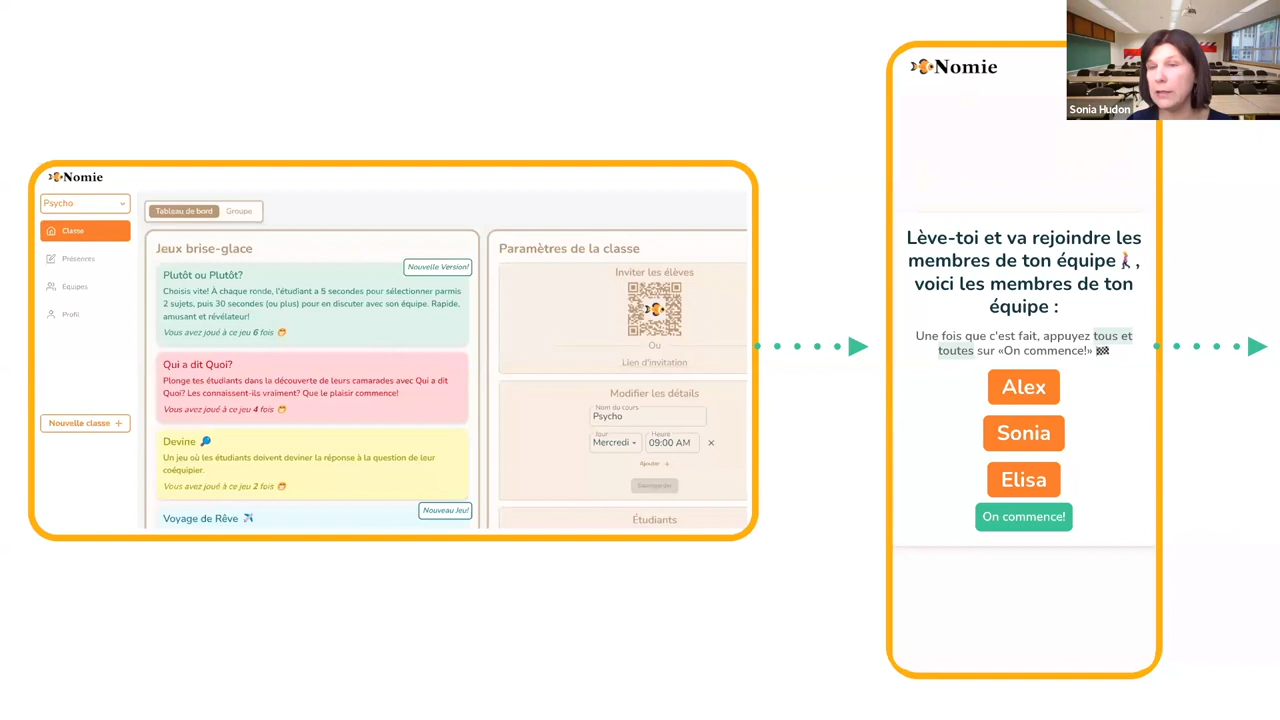 Nomie
Psycho
Classe
Présences
Equipes
Profil
Nouvelle classe +
Tableau de bord
Groupe
Jeux brise-glace
Plutôt ou Plutôt?
Nouvelle Version!
Choisis vite! À chaque ronde, l'étudiant a 5 secondes pour sélectionner parmis
2 sujets, puis 30 secondes (ou plus) pour en discuter avec son équipe. Rapide,
amusant et révélateur!
Vous avez joué à ce jeu 6 fois
Qui a dit Quoi?
Plonge tes étudiants dans la découverte de leurs camarades avec Qui a dit
Quoi? Les connaissent-ils vraiment? Que le plaisir commence!
Vous avez joué à ce jeu 4 fois
Devine
Un jeu où les étudiants doivent deviner la réponse à la question de leur
coéquipier.
Vous avez joué à ce jeu 2 fois
Nouveau Jeu!
Voyage de Rêve
Paramètres de la classe
Inviter les élèves
Ou
Lien d'invitation
Modifier les détails
Nom du cours
Psycho
Jour
Mercredi
Heure
09:00 AM
Ajouter +
Sauvegarder
Étudiants
Nomie
Lève-toi et va rejoindre les
membres de ton équipe,
voici les membres de ton
équipe :
Une fois que c'est fait, appuyez tous et
toutes sur «On commence!»
Alex
Sonia
Elisa
On commence!
Sonia Hudon